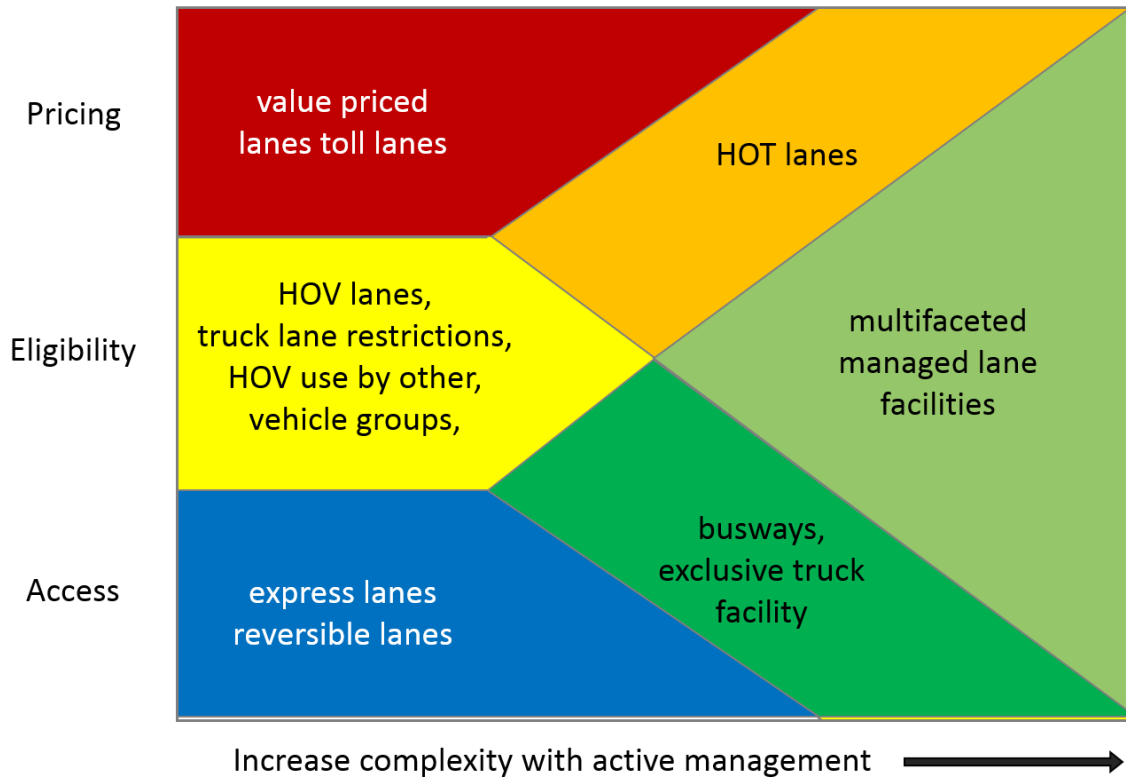 Pricing
value priced
lanes toll lanes
HOT lanes
Eligibility
HOV lanes,
truck lane restrictions,
HOV use by other,
vehicle groups,
multifaceted
managed lane
facilities
Access
express lanes
reversible lanes
busways,
exclusive truck
facility
Increase complexity with active management